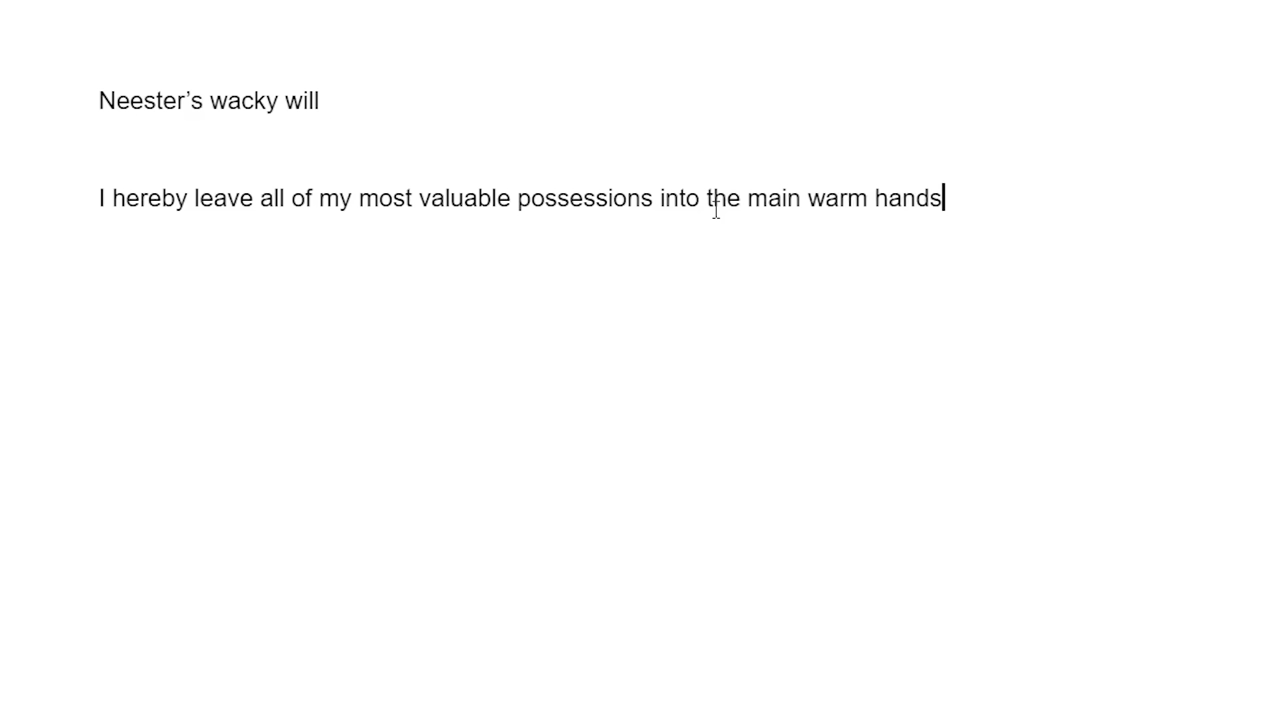 Neester’s wacky will
I hereby leave all of my most valuable possessions into the main warm hands